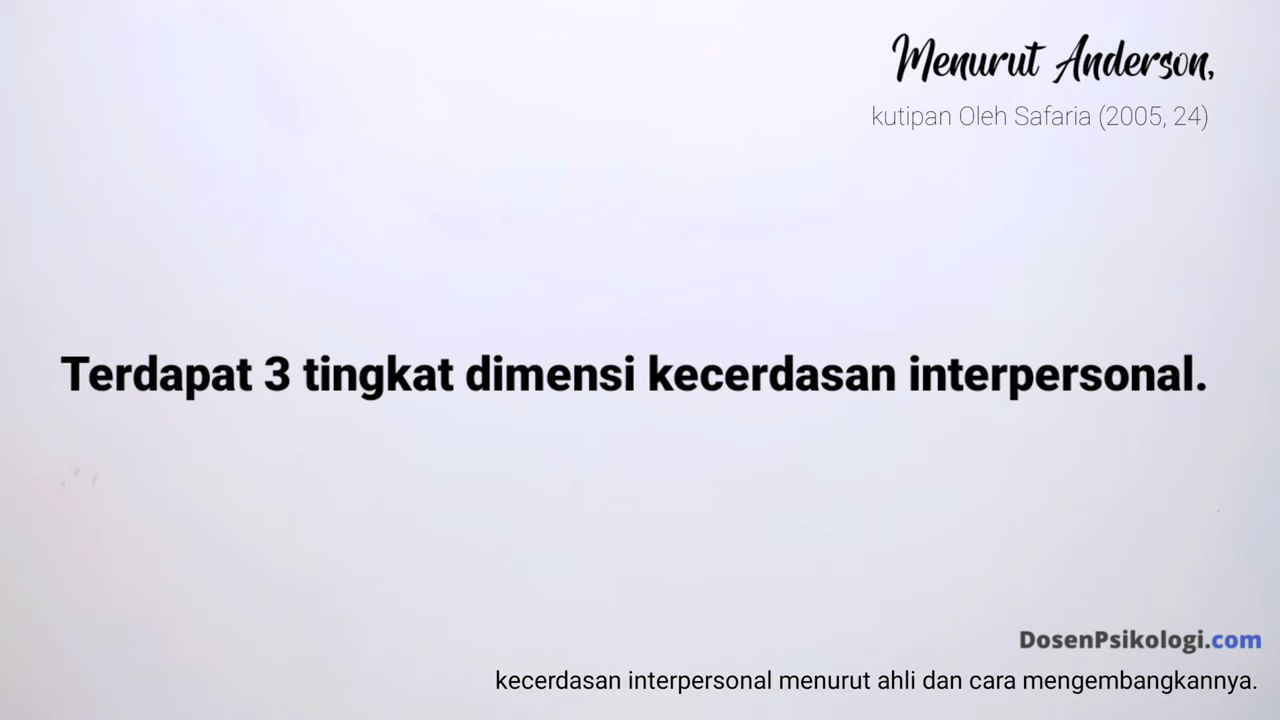 Menurut Anderson,
kutipan Oleh Safaria (2005, 24)
Terdapat 3 tingkat dimensi kecerdasan interpersonal.
DosenPsikologi.com
kecerdasan interpersonal menurut ahli dan cara mengembangkannya.